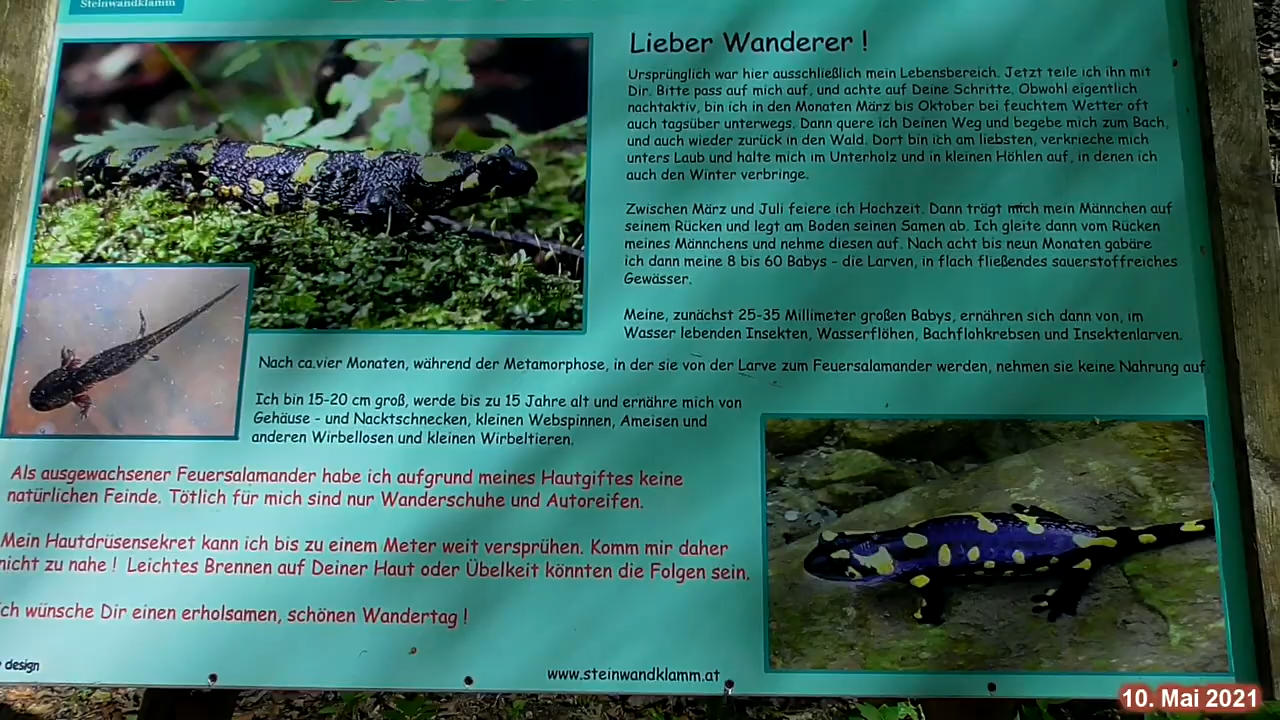 Steinwandklamm
Lieber Wanderer !
Ursprünglich war hier ausschließlich mein Lebensbereich. Jetzt teile ich ihn mit
Dir. Bitte pass auf mich auf, und achte auf Deine Schritte. Obwohl eigentlich
nachtaktiv, bin ich in den Monaten März bis Oktober bei feuchtem Wetter oft
auch tagsüber unterwegs. Dann quere ich Deinen Weg und begebe mich zum Bach,
und auch wieder zurück in den Wald. Dort bin ich am liebsten, verkrieche mich
unters Laub und halte mich im Unterholz und in kleinen Höhlen auf, in denen ich
auch den Winter verbringe.
Zwischen März und Juli feiere ich Hochzeit. Dann trägt mich mein Männchen auf
seinem Rücken und legt am Boden seinen Samen ab. Ich gleite dann vom Rücken
meines Männchens und nehme diesen auf. Nach acht bis neun Monaten gabäre
ich dann meine 8 bis 60 Babys - die Larven, in flach fließendes sauerstoffreiches
Gewässer.
Meine, zunächst 25-35 Millimeter großen Babys, ernähren sich dann von, im
Wasser lebenden Insekten, Wasserflöhen, Bachflohkrebsen und Insektenlarven.
Nach ca.vier Monaten, während der Metamorphose, in der sie von der Larve zum Feuersalamander werden, nehmen sie keine Nahrung auf
Ich bin 15-20 cm groß, werde bis zu 15 Jahre alt und ernähre mich von
Gehäuse - und Nacktschnecken, kleinen Webspinnen, Ameisen und
anderen Wirbellosen und kleinen Wirbeltieren.
Als ausgewachsener Feuersalamander habe ich aufgrund meines Hautgiftes keine
natürlichen Feinde. Tötlich für mich sind nur Wanderschuhe und Autoreifen.
Mein Hautdrüsensekret kann ich bis zu einem Meter weit versprühen. Komm mir daher
nicht zu nahe ! Leichtes Brennen auf Deiner Haut oder Übelkeit könnten die Folgen sein.
ch wünsche Dir einen erholsamen, schönen Wandertag !
design
www.steinwandklamm.at
10. Mai 2021